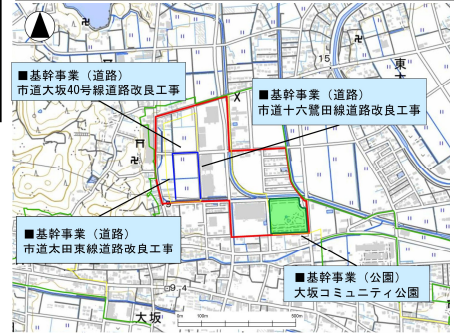 ■基幹事業（道路）
市道大坂40号線道路改良工事
■基幹事業（道路）
市道十六鷺田線道路改良工事
■基幹事業（道路）
市道太田東線道路改良工事
■基幹事業（公園）
大坂コミュニティ公園
大坂
東
15